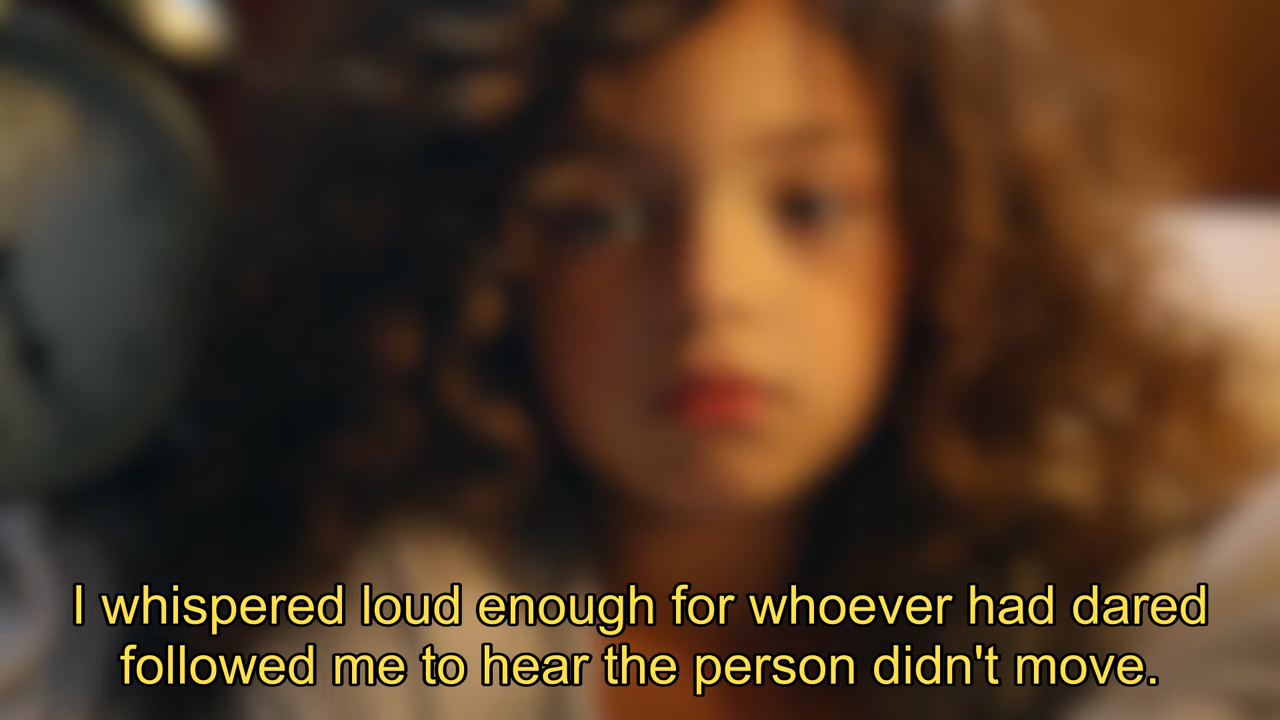 I whispered loud enough for whoever had dared
followed me to hear the person didn't move.